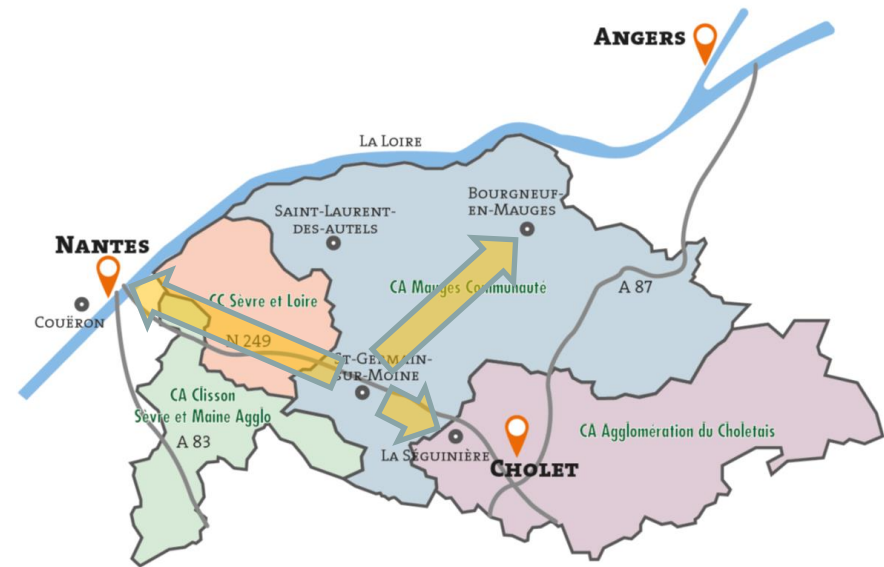 ANGERS
LA LOIRE
BOURGNEUF-
EN-MAUGES
SAINT-LAURENT-
DES-AUTELS
NANTES
CA Mauges Communauté
A 87
CC Sèvre et Loire
COUËRON
N 249
ST-GERMAIN-
SUR-MOINE
CA Clisson
Sèvre et Maine Agglo
A 83
CA Agglomération du Choletais
LA SÉGUINIÈRE
CHOLET